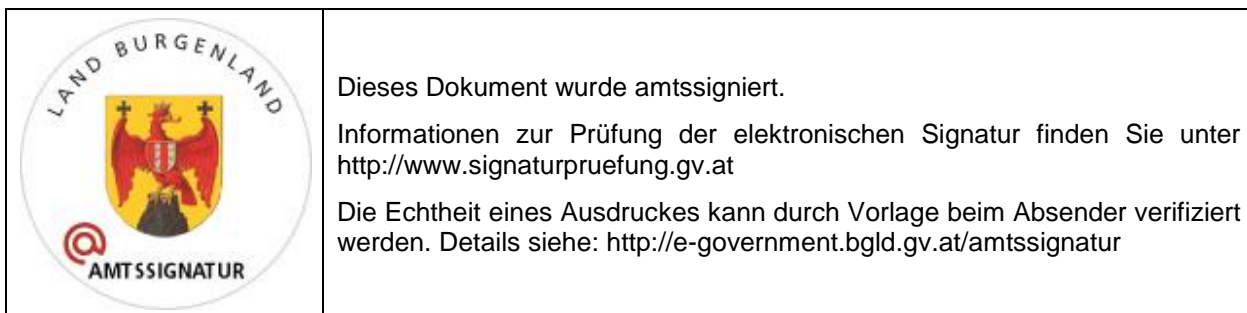 LAND BURGENLAND
@
AMTSSIGNATUR
Dieses Dokument wurde amtssigniert.
Informationen zur Prüfung der elektronischen Signatur finden Sie unter
http://www.signaturpruefung.gv.at
Die Echtheit eines Ausdruckes kann durch Vorlage beim Absender verifiziert
werden. Details siehe: http://e-government.bgld.gv.at/amtssignatur